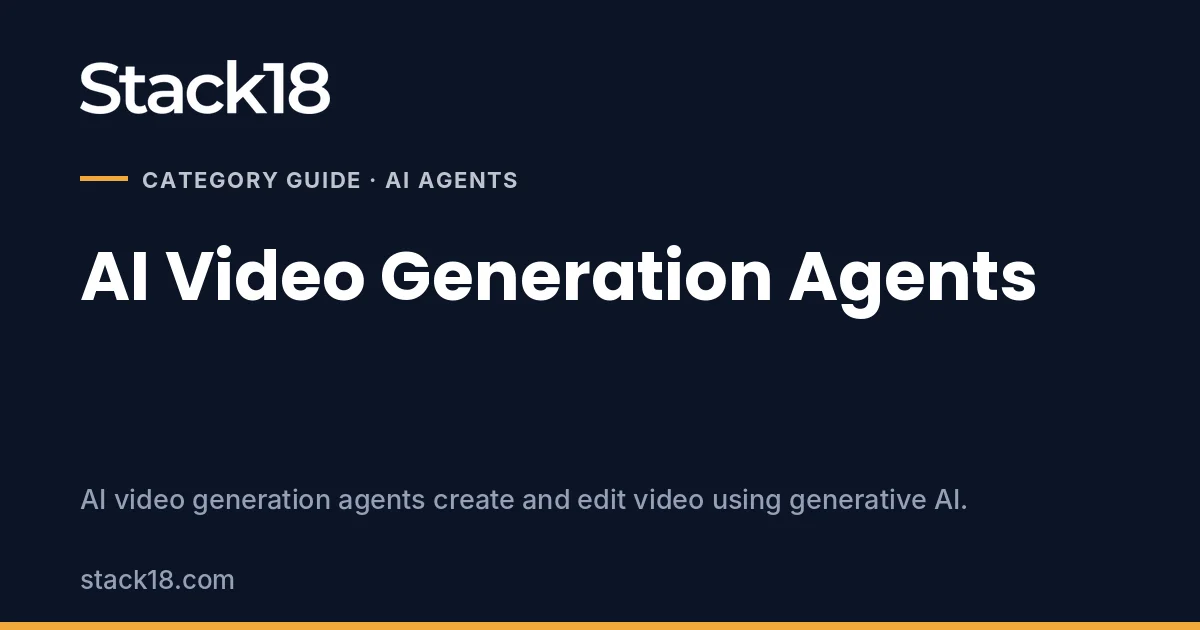 Stack18
CATEGORY GUIDE · AI AGENTS
AI Video Generation Agents
AI video generation agents create and edit video using generative AI.
stack18.com